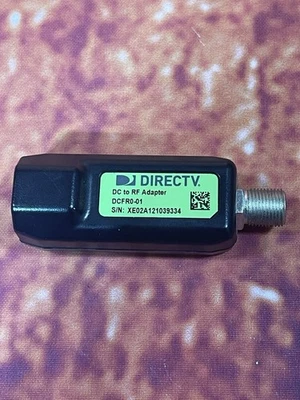 DIRECTV.
DC to RF Adapter
DCFR0-01
S/N: XE02A121039334